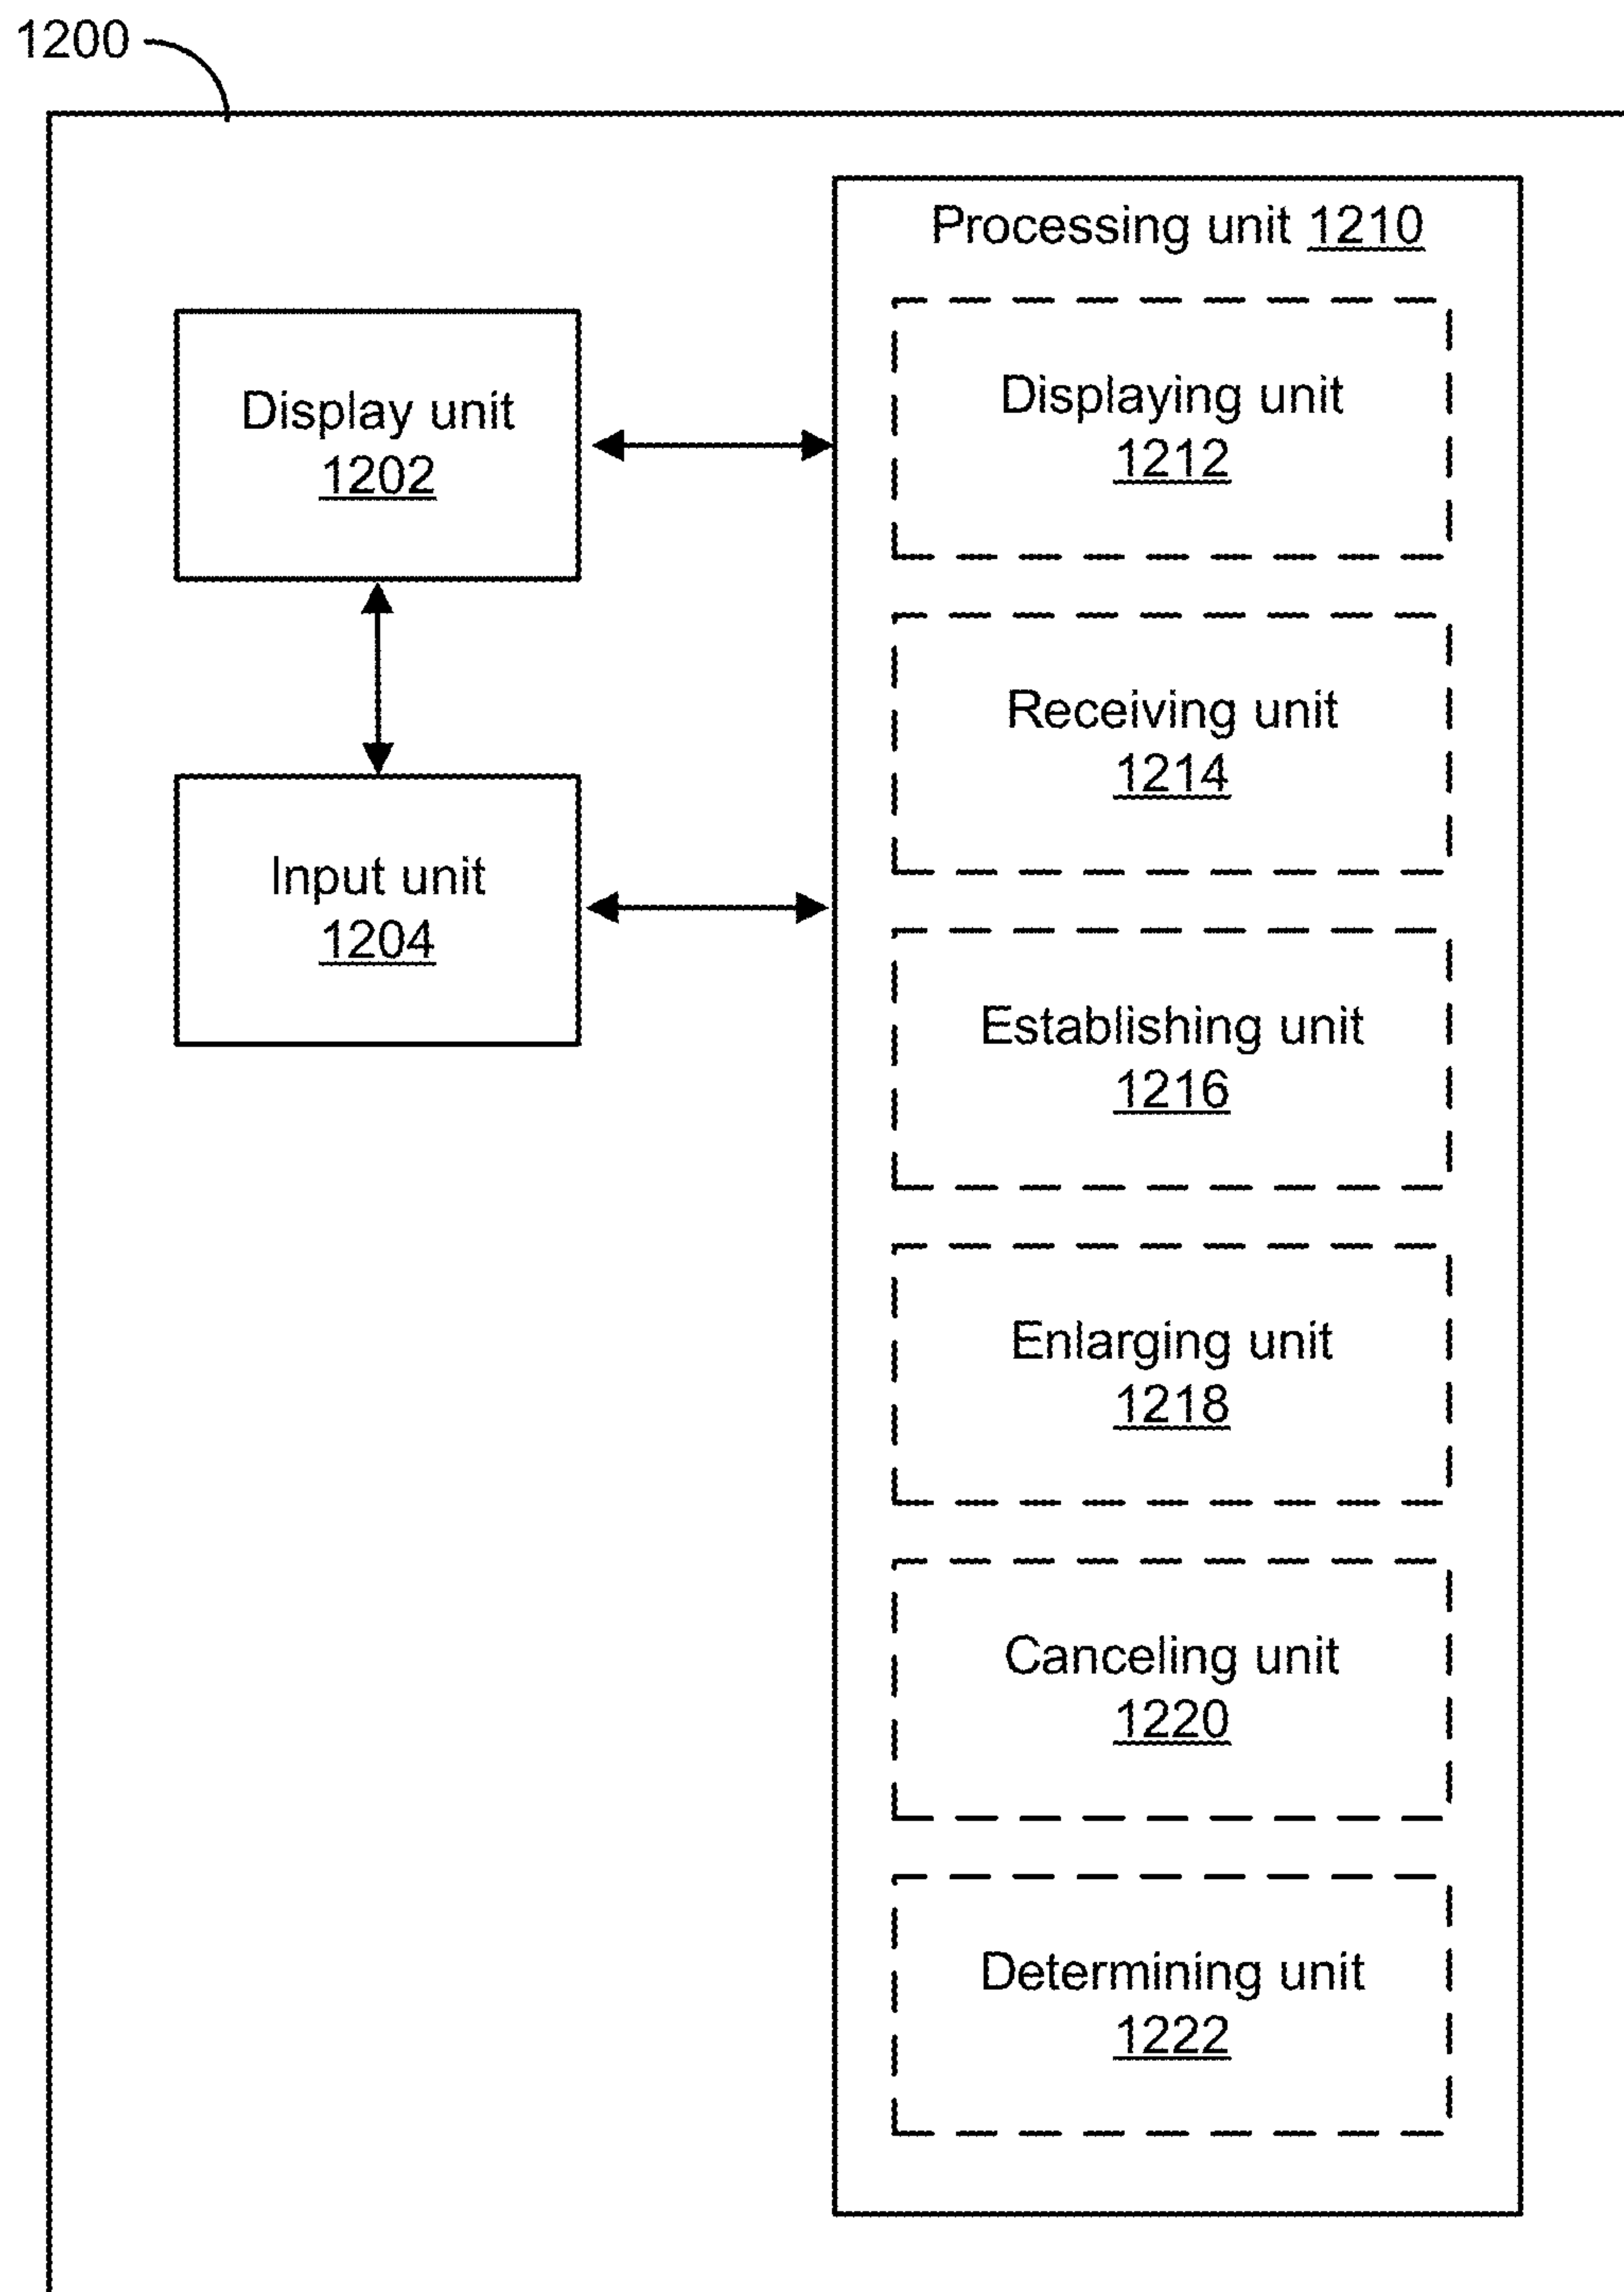 1200
Processing unit 1210
Display unit
1202
Input unit
1204
Displaying unit
1212
Receiving unit
1214
Establishing unit
1216
Enlarging unit
1218
Canceling unit
1220
Determining unit
1222